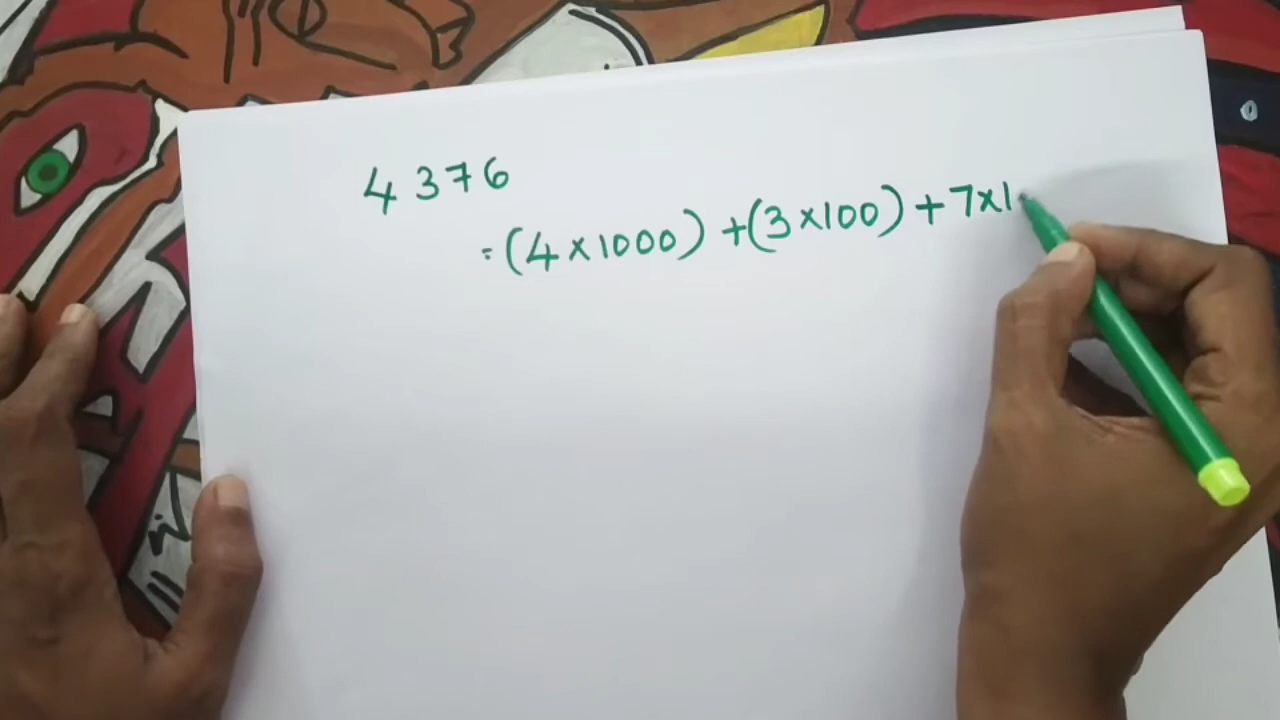 4376
=(4×1000) +(3×100) + 7×1